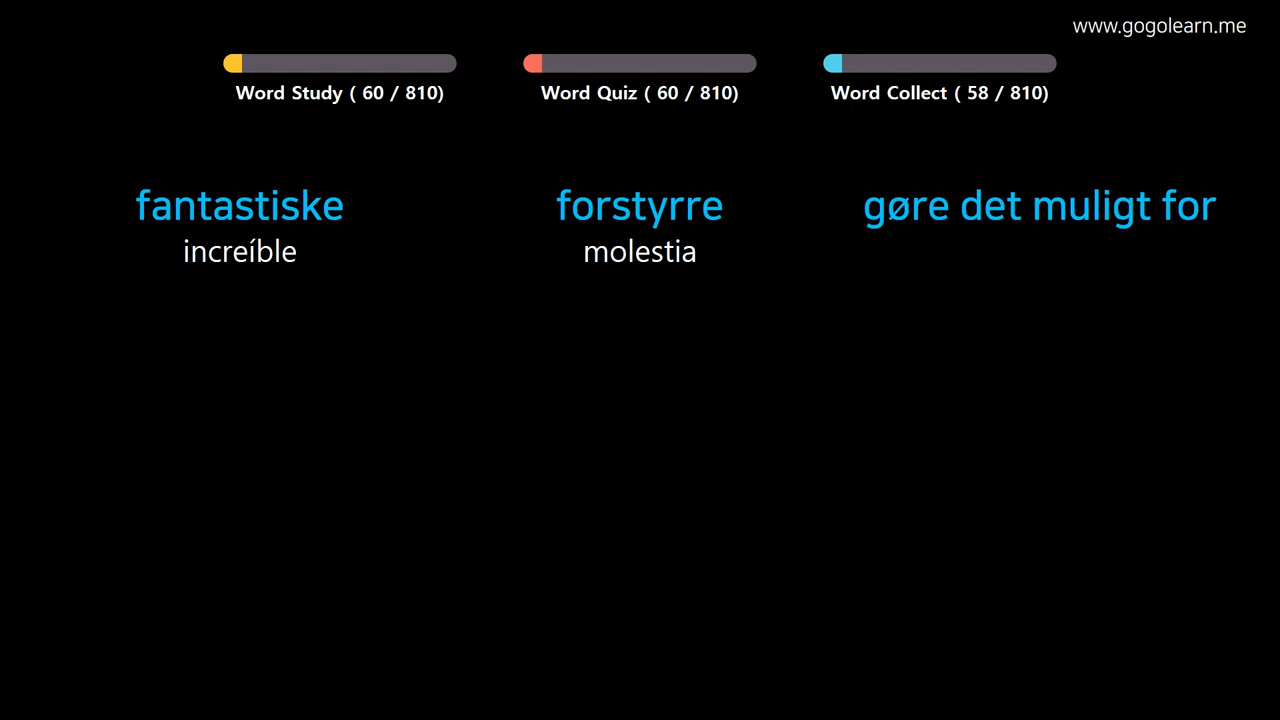 www.gogolearn.me
Word Study ( 60 / 810)
Word Quiz ( 60 / 810)
Word Collect ( 58 / 810)
fantastiske
increíble
forstyrre
molestia
gøre det muligt for